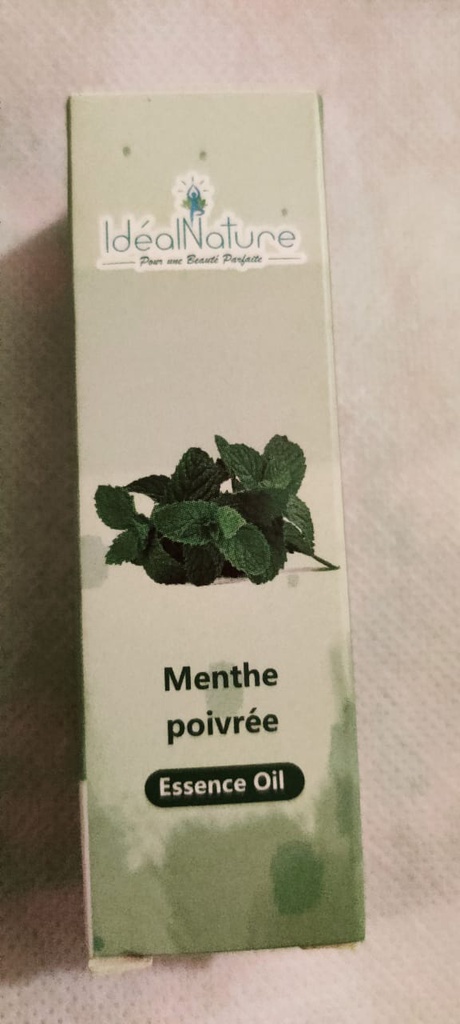 IdéalNature
Pour une Beauté Parfaite
Menthe
poivrée
Essence Oil